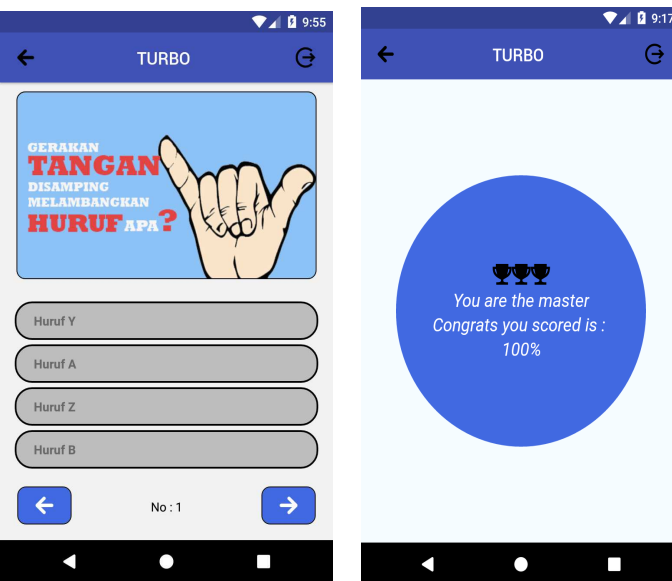 9:55
TURBO
GERAKAN
TANGAN
DISAMPING
MELAMBANGKAN
HURUF APA ?
Huruf Y
Huruf A
Huruf Z
Huruf B
No : 1
9:17
TURBO
You are the master
Congrats you scored is :
100%